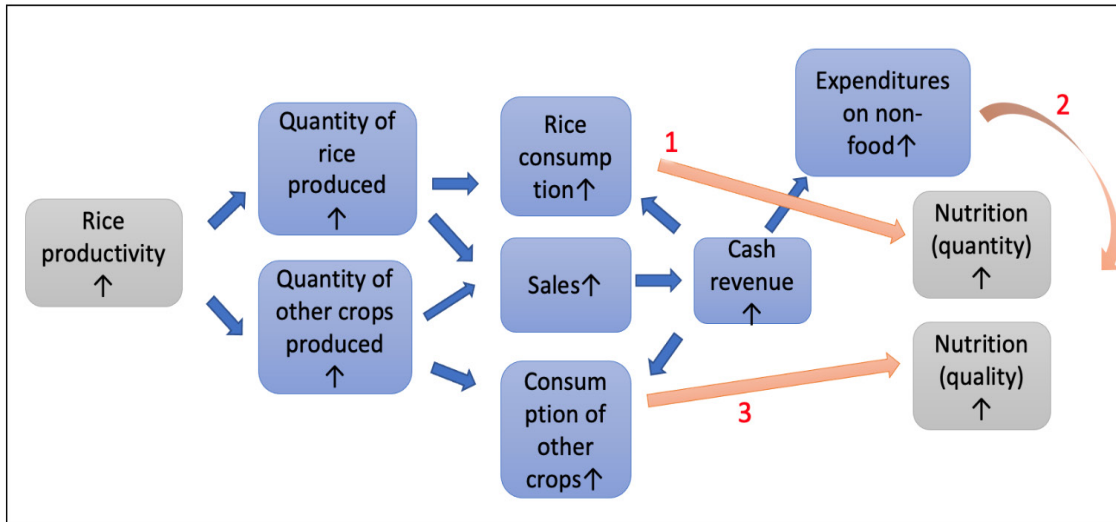 Rice
productivity
↑
Quantity of
rice
produced
↑
Quantity of
other crops
produced
↑
Rice
consump
tion↑
Sales↑
Consum
ption of
other
crops↑
Cash
revenue
↑
Expenditures
on non-
food↑
1
2
3
Nutrition
(quantity)
↑
Nutrition
(quality)
↑